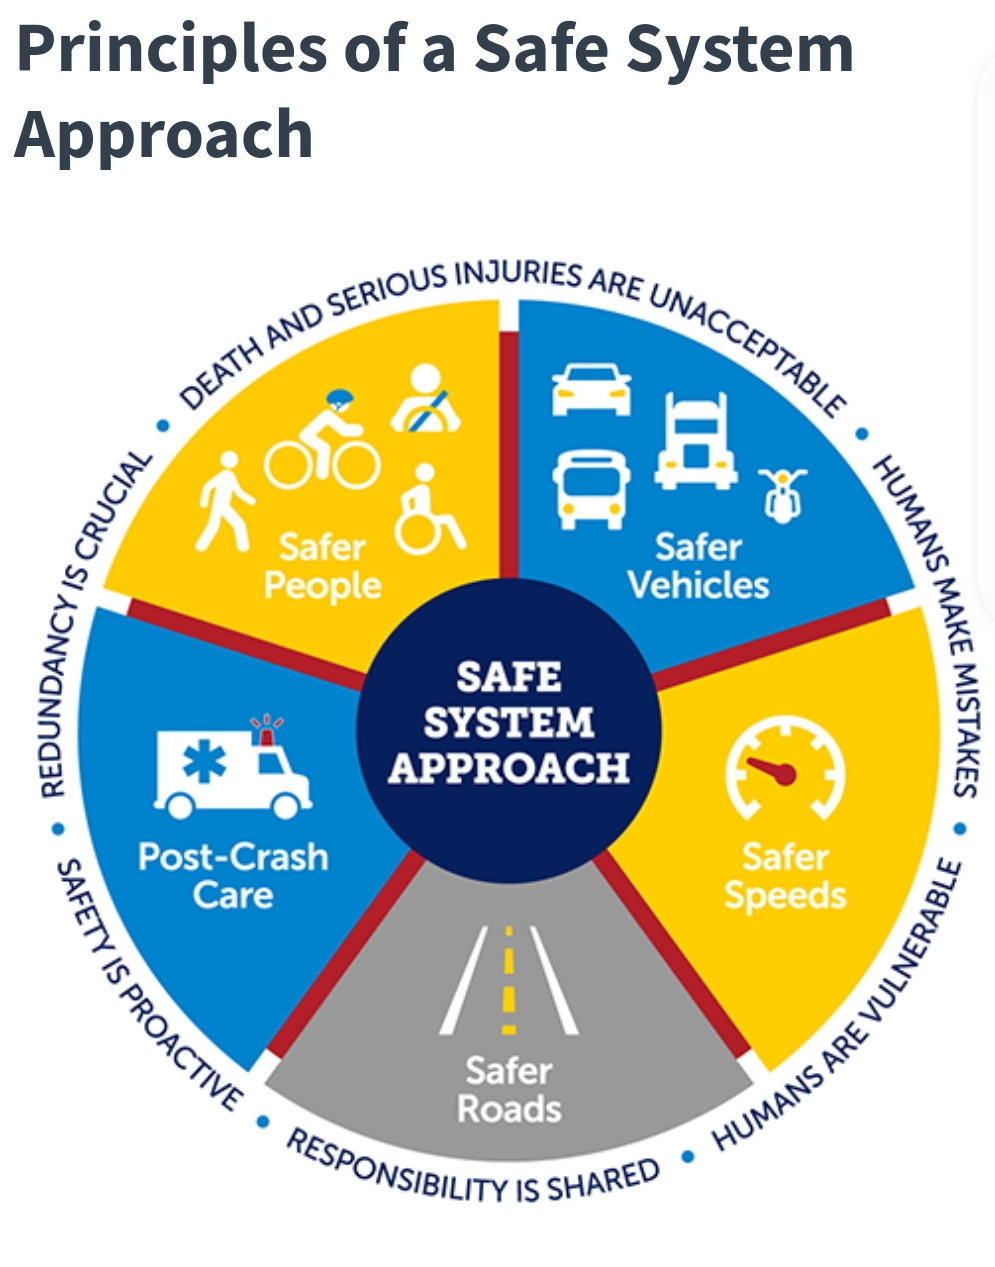 Principles of a Safe System
Approach
DEATH AND SERIOUS INJURIES ARE UNACCEPTABLE
HUMANS MAKE MISTAKES
HUMANS ARE VULNERABLE
RESPONSIBILITY IS SHARED
SAFETY IS PROACTIVE
REDUNDANCY IS CRUCIAL
Safer
People
Safer
Vehicles
SAFE
SYSTEM
APPROACH
Post-Crash
Care
Safer
Speeds
Safer
Roads